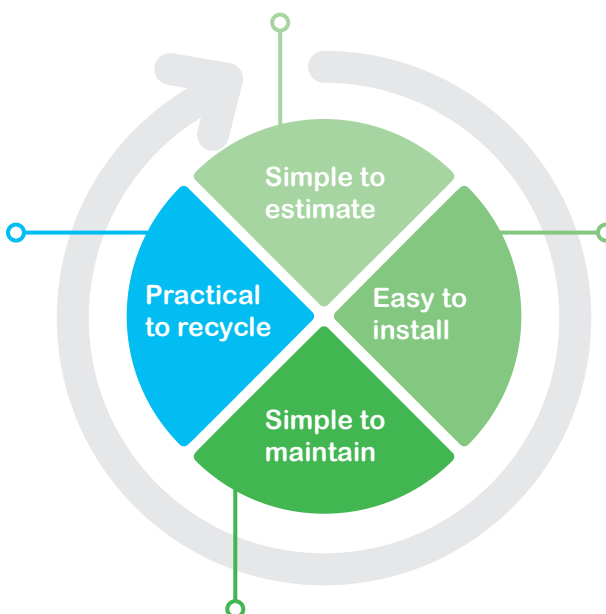 Simple to
estimate
Easy to
install
Simple to
maintain
Practical
to recycle